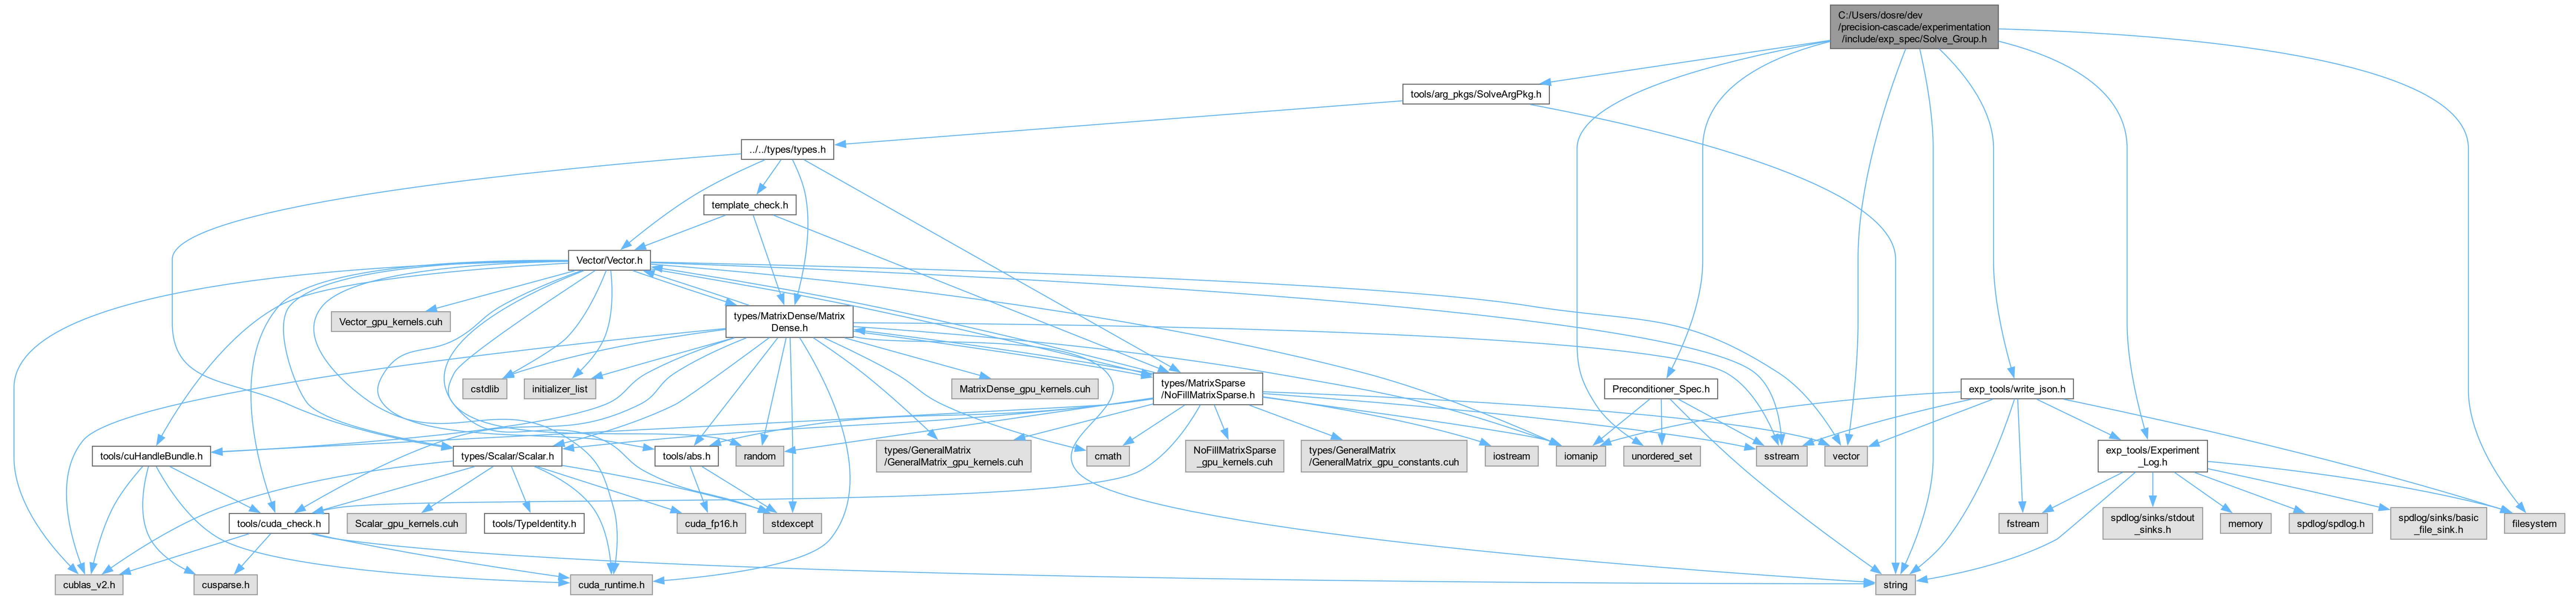 C:/Users/dosre/dev
/precision-cascade/experimentation
/include/exp_spec/Solve_Group.h
tools/arg_pkgs/SolveArgPkg.h
../../types/types.h
template_check.h
Vector/Vector.h
Vector_gpu_kernels.cuh
types/MatrixDense/Matrix
Dense.h
cstdlib
initializer_list
MatrixDense_gpu_kernels.cuh
types/MatrixSparse
/NoFillMatrixSparse.h
Preconditioner_Spec.h
exp_tools/write_json.h
tools/cuHandleBundle.h
types/Scalar/Scalar.h
tools/abs.h
random
types/GeneralMatrix
/GeneralMatrix_gpu_kernels.cuh
cmath
NoFillMatrixSparse
_gpu_kernels.cuh
types/GeneralMatrix
/GeneralMatrix_gpu_constants.cuh
iostream
iomanip
unordered_set
sstream
vector
exp_tools/Experiment
_Log.h
tools/cuda_check.h
Scalar_gpu_kernels.cuh
tools/TypeIdentity.h
cuda_fp16.h
stdexcept
fstream
spdlog/sinks/stdout
_sinks.h
memory
spdlog/spdlog.h
spdlog/sinks/basic
_file_sink.h
filesystem
cublas_v2.h
cusparse.h
cuda_runtime.h
string